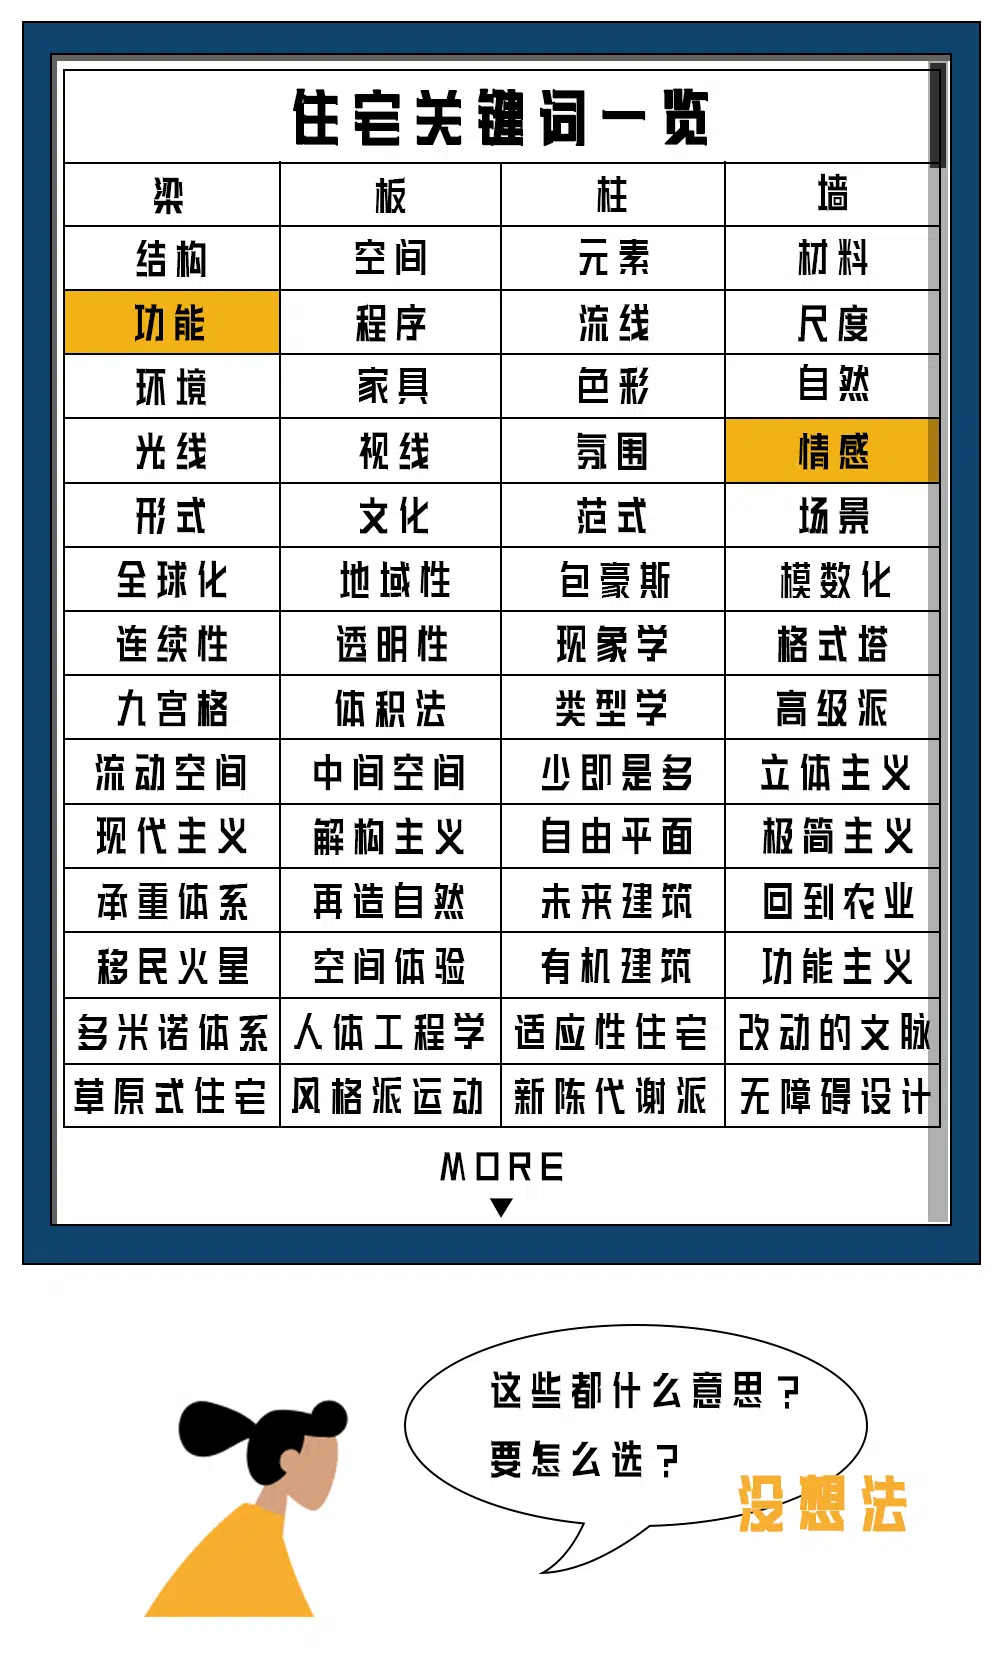 住宅关键词一览
梁 板 柱 墙
结构 空间 元素 材料
功能 程序 流线 尺度
环境 家具 色彩 自然
光线 视线 氛围 情感
形式 文化 范式 场景
全球化 地域性 包豪斯 模数化
连续性 透明性 现象学 格式塔
九宫格 体积法 类型学 高级派
流动空间 中间空间 少即是多 立体主义
现代主义 解构主义 自由平面 极简主义
承重体系 再造自然 未来建筑 回到农业
移民火星 空间体验 有机建筑 功能主义
多米诺体系 人体工程学 适应性住宅 改动的文脉
草原式住宅 风格派运动 新陈代谢派 无障碍设计
MORE
这些都什么意思？
要怎么选？
没想法